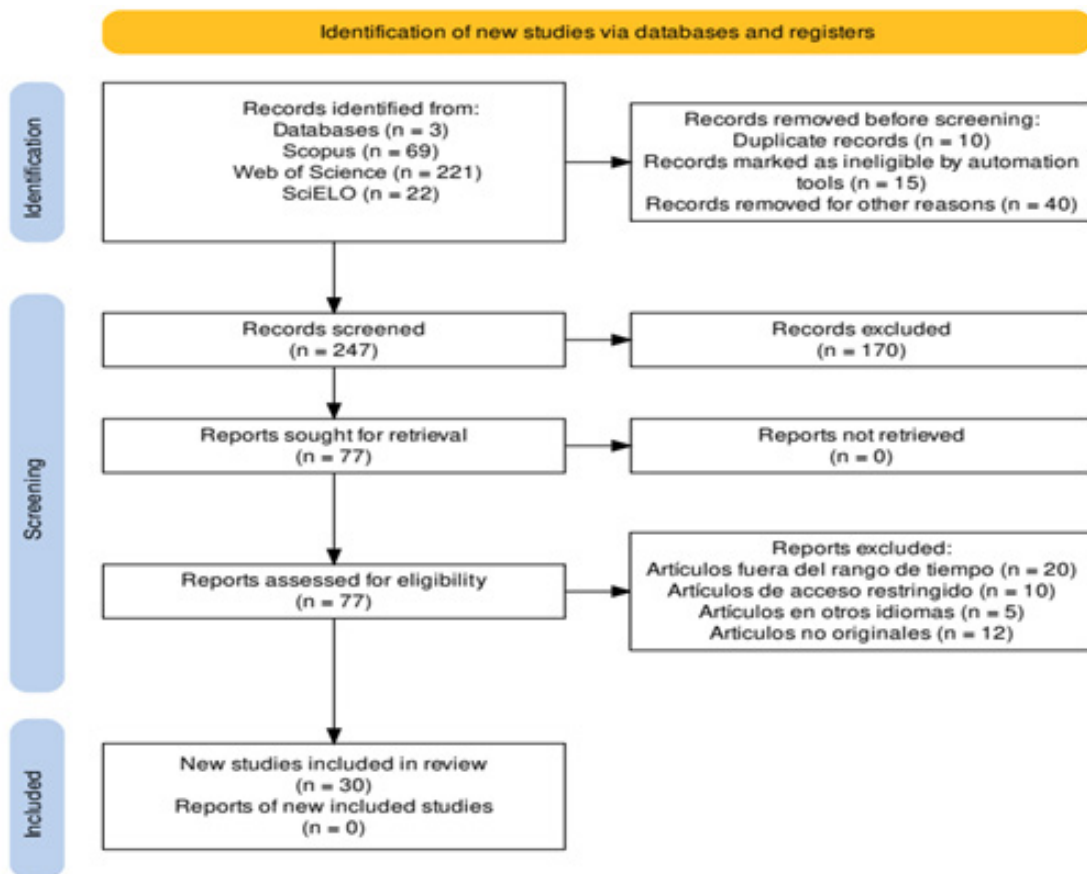 Identification of new studies via databases and registers
Identification
Records identified from:
Databases (n = 3)
Scopus (n = 69)
Web of Science (n = 221)
SciELO (n = 22)
Records removed before screening:
Duplicate records (n = 10)
Records marked as ineligible by automation
tools (n = 15)
Records removed for other reasons (n = 40)
Screening
Records screened
(n = 247)
Records excluded
(n = 170)
Reports sought for retrieval
(n = 77)
Reports not retrieved
(n = 0)
Reports assessed for eligibility
(n = 77)
Reports excluded:
Artículos fuera del rango de tiempo (n = 20)
Artículos de acceso restringido (n = 10)
Artículos en otros idiomas (n = 5)
Articulos no originales (n = 12)
Included
New studies included in review
(n = 30)
Reports of new included studies
(n = 0)